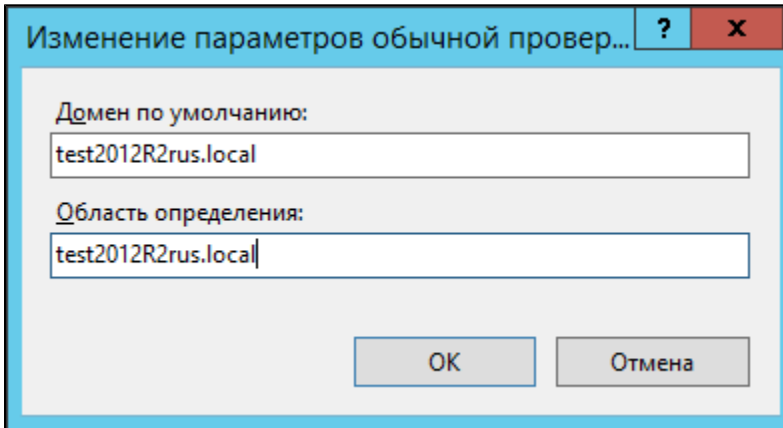 Изменение параметров обычной провер...
?
x
Домен по умолчанию:
test2012R2rus.local
Область определения:
test2012R2rus.local
ОК
Отмена